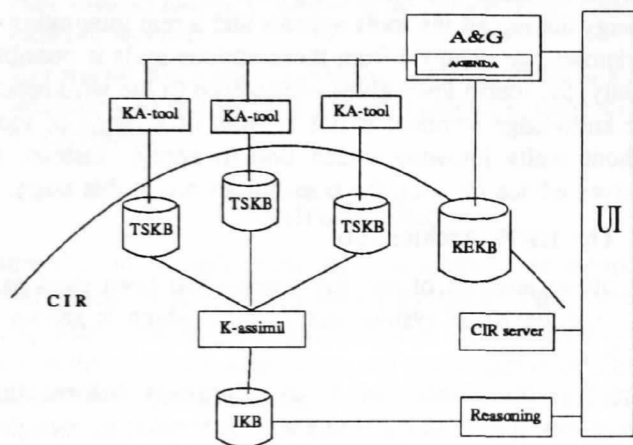 A&G
AGENDA
KA-tool
KA-tool
KA-tool
TSKB
TSKB
TSKB
KEKB
UI
CIR
K-assimil
CIR server
IKB
Reasoning